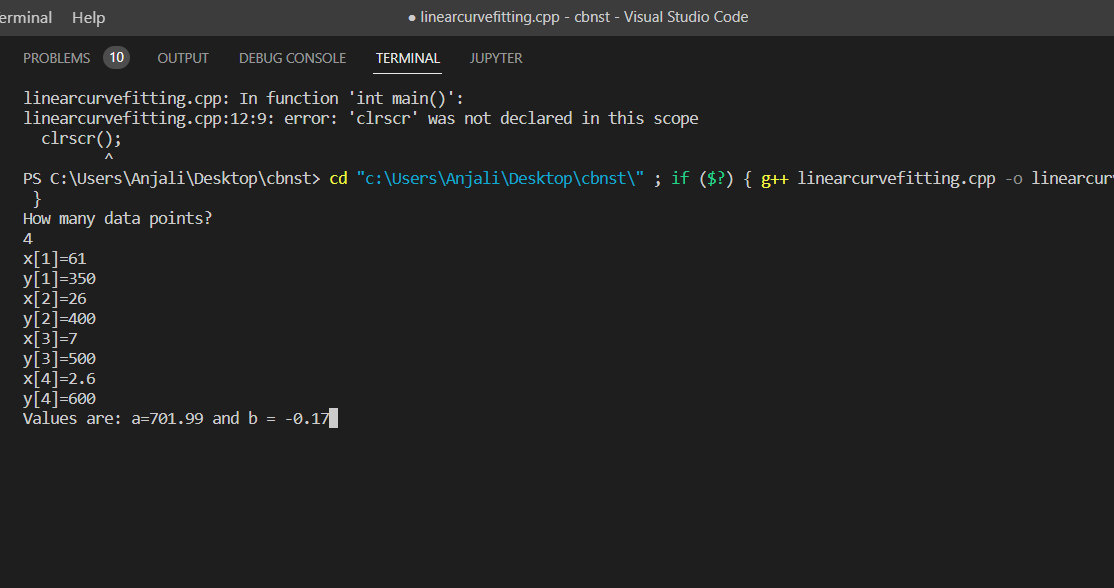 erminal Help ● linearcurvefitting.cpp - cbnst - Visual Studio Code
PROBLEMS 10 OUTPUT DEBUG CONSOLE TERMINAL JUPYTER
linearcurvefitting.cpp: In function 'int main()':
linearcurvefitting.cpp:12:9: error: 'clrscr' was not declared in this scope
  clrscr();
         ^
PS C:\Users\Anjali\Desktop\cbnst> cd "c:\Users\Anjali\Desktop\cbnst\" ; if ($?) { g++ linearcurvefitting.cpp -o linearcur
 }
How many data points?
4
x[1]=61
y[1]=350
x[2]=26
y[2]=400
x[3]=7
y[3]=500
x[4]=2.6
y[4]=600
Values are: a=701.99 and b = -0.17